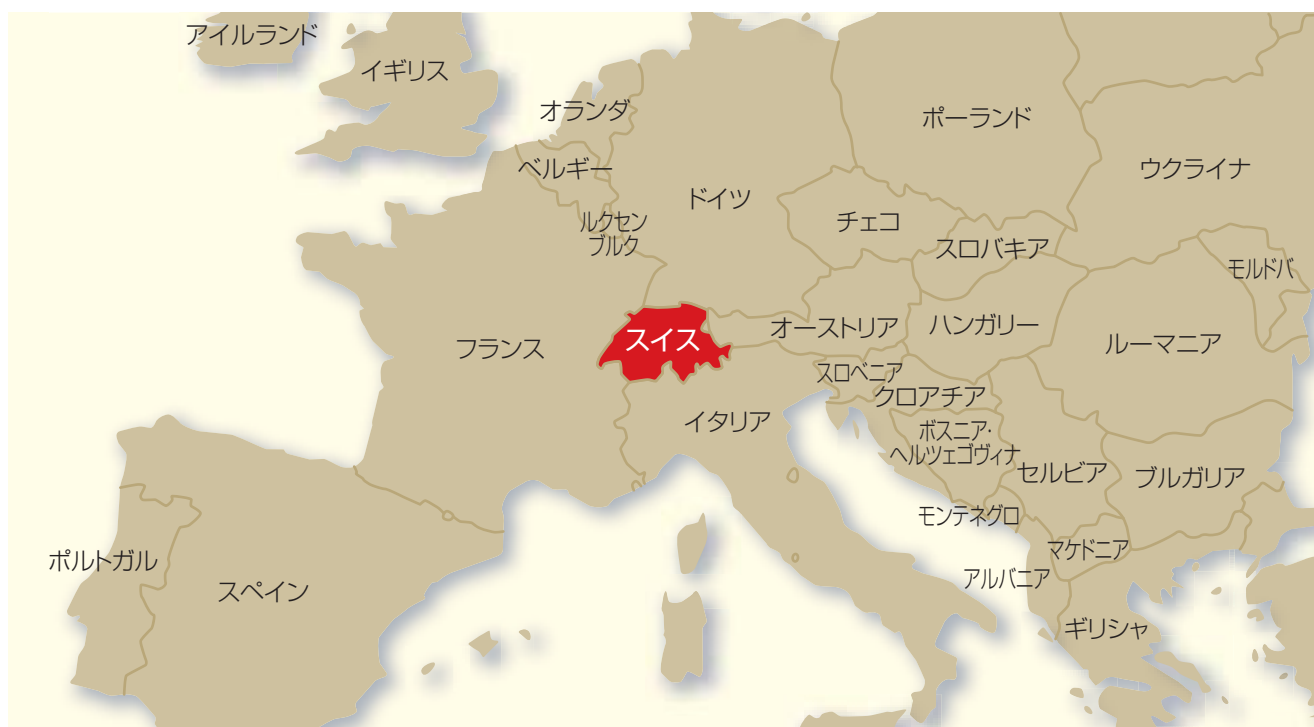 アイルランド
イギリス
オランダ
ポーランド
ベルギー
ウクライナ
ドイツ
ルクセン
ブルク
チェコ
スロバキア
モルドバ
オーストリア
ハンガリー
スイス
フランス
ルーマニア
スロベニア
クロアチア
イタリア
ボスニア・
ヘルツェゴヴィナ
セルビア
ブルガリア
モンテネグロ
マケドニア
ポルトガル
アルバニア
スペイン
ギリシャ